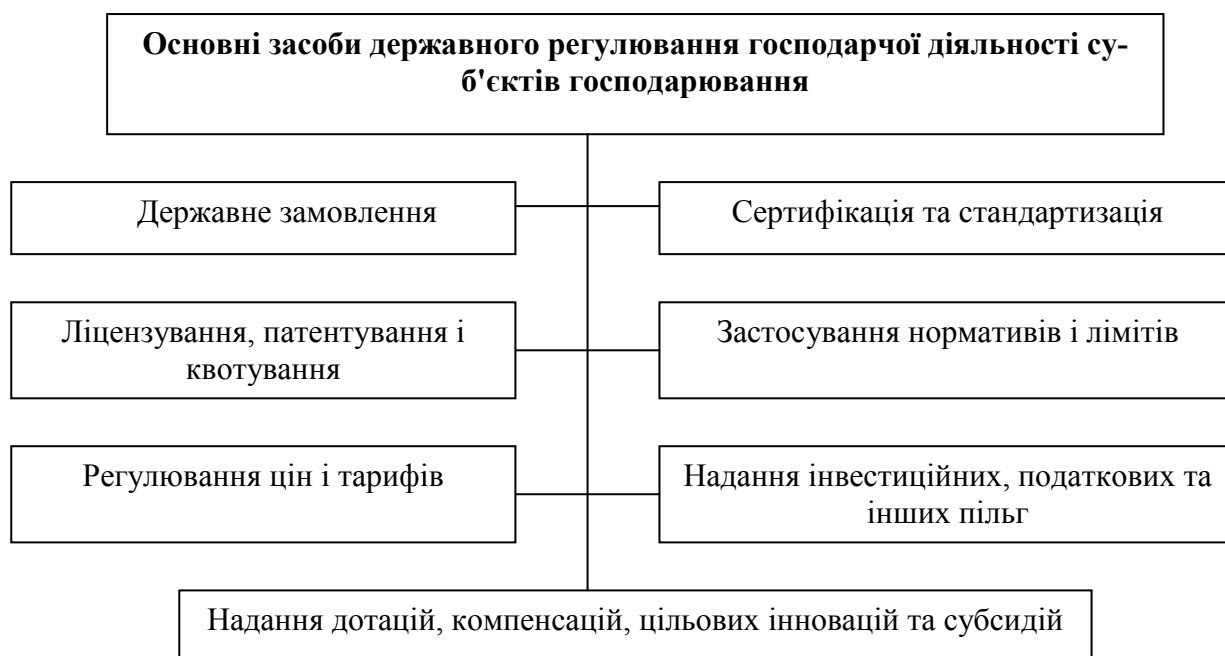 Основні засоби державного регулювання господарчої діяльності су-
б'єктів господарювання
Державне замовлення
Сертифікація та стандартизація
Ліцензування, патентування і
квотування
Застосування нормативів і лімітів
Регулювання цін і тарифів
Надання інвестиційних, податкових та
інших пільг
Надання дотацій, компенсацій, цільових інновацій та субсидій